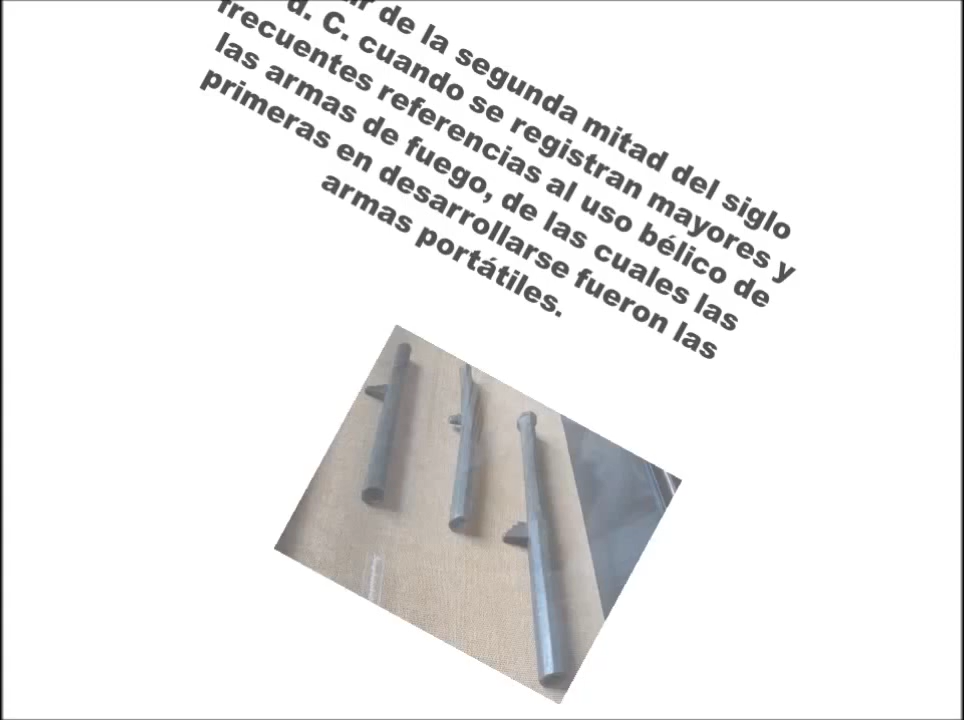 de la segunda mitad del siglo
d. C. cuando se registran mayores y
frecuentes referencias al uso bélico de
las armas de fuego, de las cuales las
primeras en desarrollarse fueron las
armas portátiles.